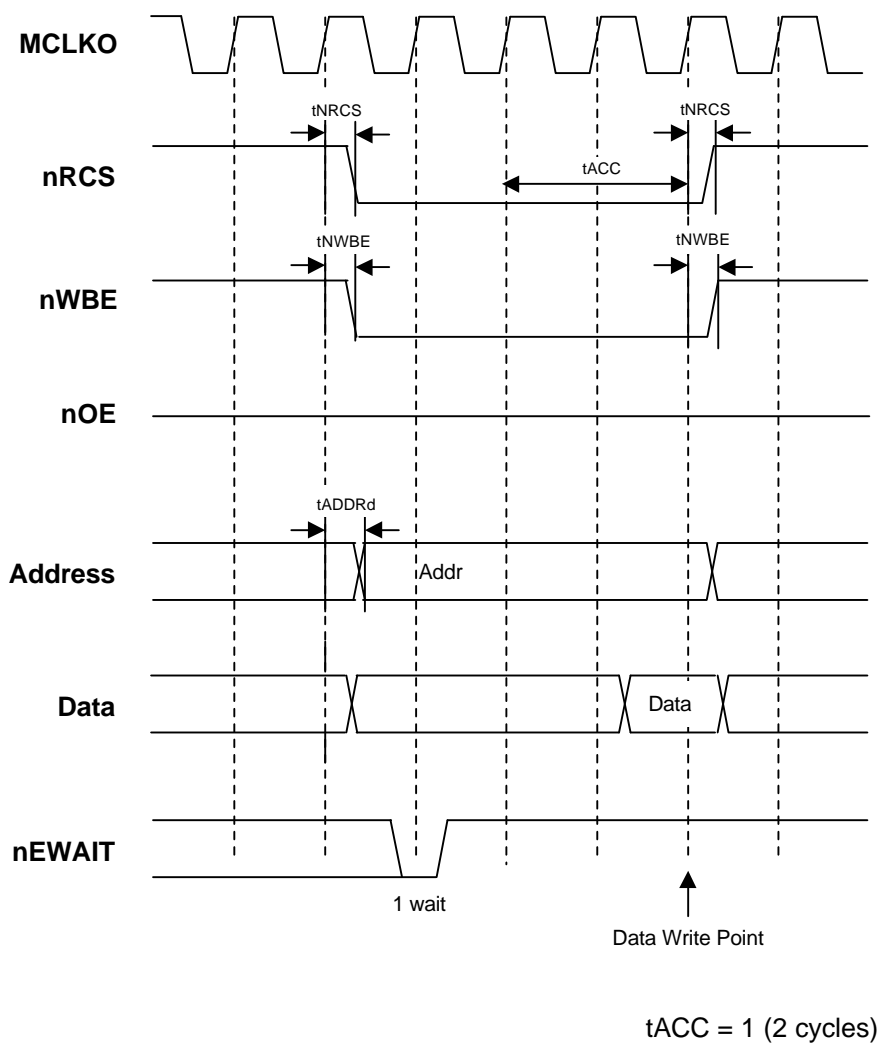 MCLKO
tNRCS
tNRCS
nRCS
tACC
tNWBE
tNWBE
nWBE
nOE
tADDRd
Address
Addr
Data
Data
nEWAIT
1 wait
Data Write Point
tACC = 1 (2 cycles)